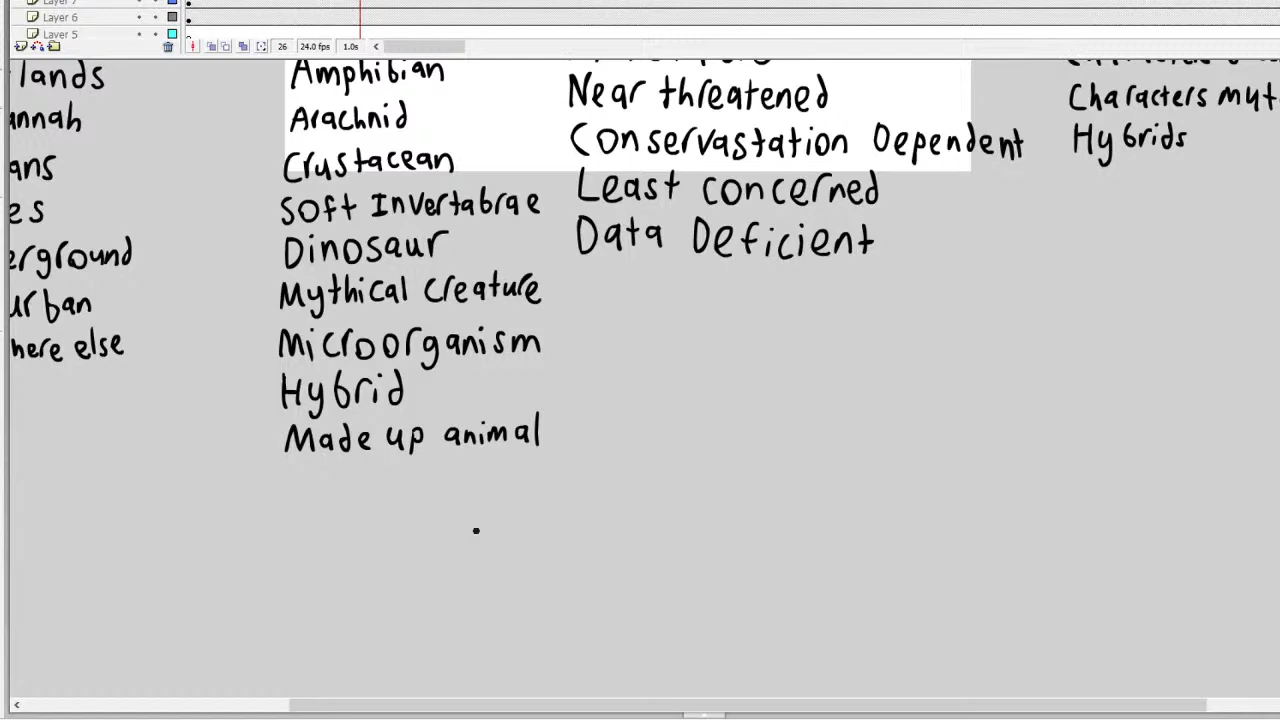 Layer 6
Layer 5
26 24.0 fps 1.0s
lands
annah
ans
es
erground
urban
here else
Amphibian
Arachnid
Crustacean
Soft Invertabrae
Dinosaur
Mythical Creature
Microorganism
Hybrid
Made up animal
Near threatened
Conservastation Dependent
Least concerned
Data Deficient
Characters myt
Hybrids